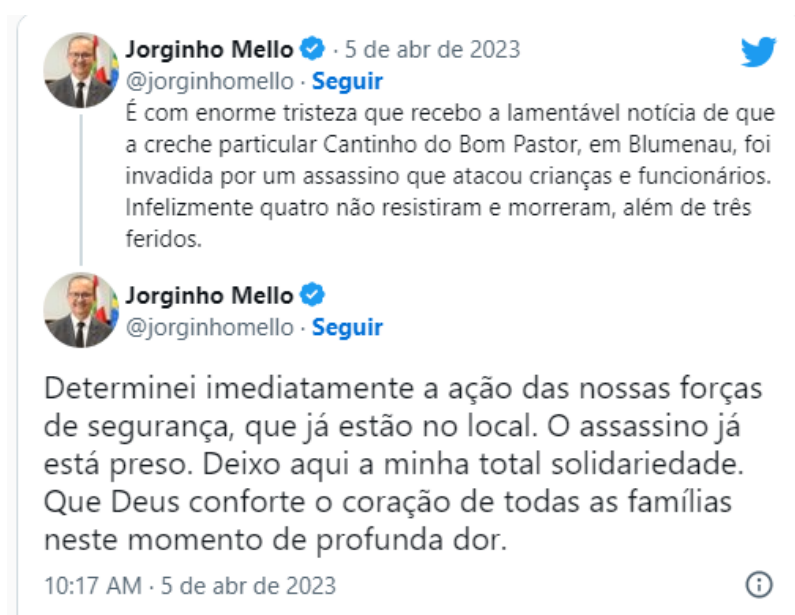 Jorginho Mello · 5 de abr de 2023
@jorginhomello · Seguir
É com enorme tristeza que recebo a lamentável notícia de que
a creche particular Cantinho do Bom Pastor, em Blumenau, foi
invadida por um assassino que atacou crianças e funcionários.
Infelizmente quatro não resistiram e morreram, além de três
feridos.
Jorginho Mello
@jorginhomello · Seguir
Determinei imediatamente a ação das nossas forças
de segurança, que já estão no local. O assassino já
está preso. Deixo aqui a minha total solidariedade.
Que Deus conforte o coração de todas as famílias
neste momento de profunda dor.
10:17 AM · 5 de abr de 2023